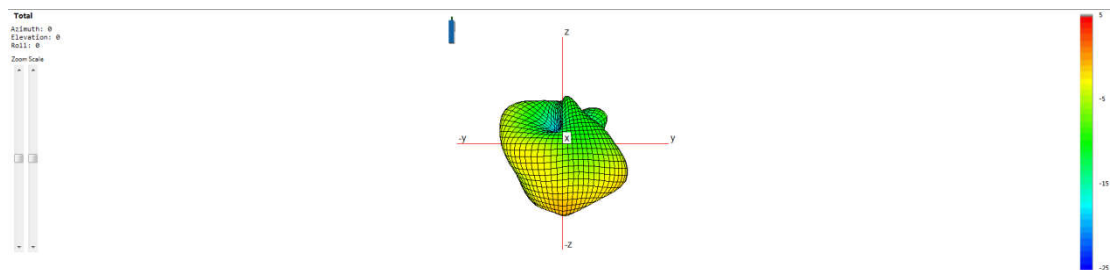 Total
Azimuth: 0
Elevation: 0
Roll: 0
Zoom Scale
z
-y
x
y
-z
5
-5
-15
-25